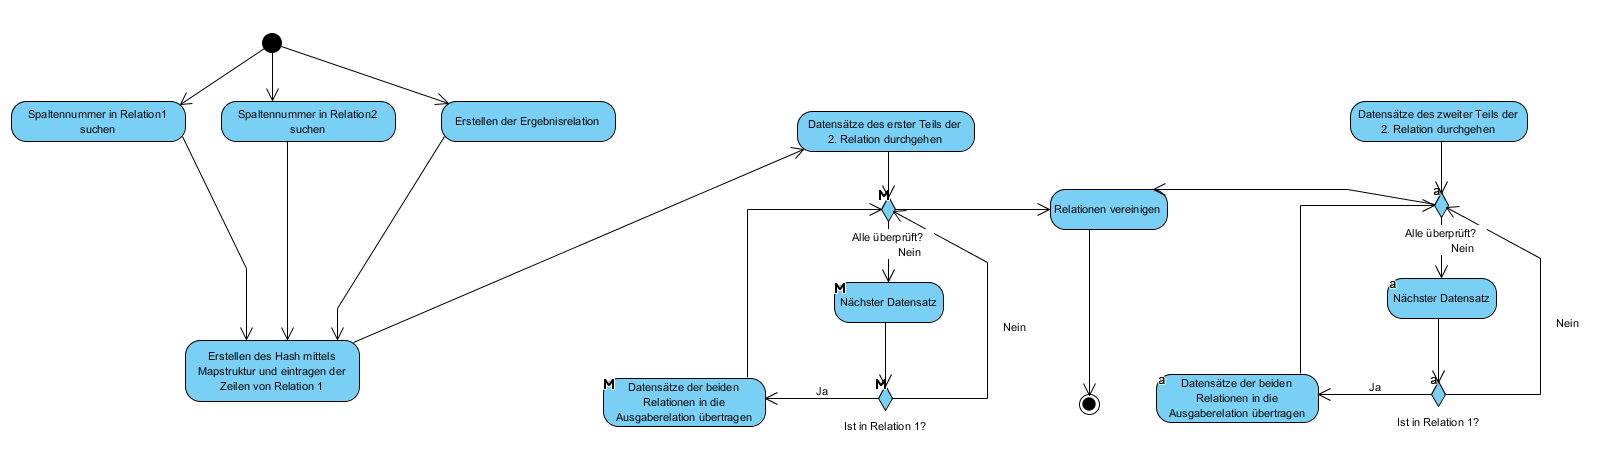 Spaltennummer in Relation1
suchen
Spaltennummer in Relation2
suchen
Erstellen der Ergebnisrelation
Erstellen des Hash mittels
Mapstruktur und eintragen der
Zeilen von Relation 1
Datensätze des erster Teils der
2. Relation durchgehen
M
Alle überprüft?
Nein
M
Nächster Datensatz
Nein
M
Ist in Relation 1?
Ja
M
Datensätze der beiden
Relationen in die
Ausgaberelation übertragen
Relationen vereinigen
Datensätze des zweiter Teils der
2. Relation durchgehen
a
Alle überprüft?
Nein
a
Nächster Datensatz
Nein
a
Ist in Relation 1?
Ja
a
Datensätze der beiden
Relationen in die
Ausgaberelation übertragen